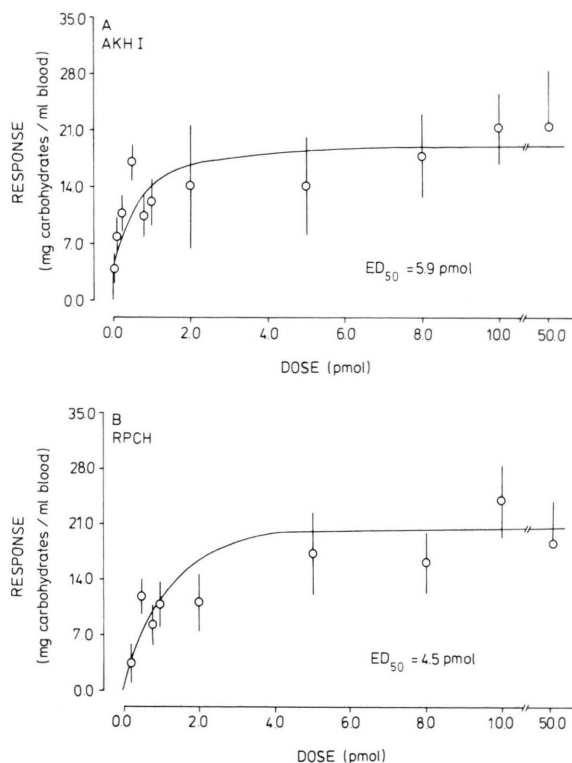 A
AKH I
RESPONSE
(mg carbohydrates / ml blood)
35.0
28.0
21.0
14.0
7.0
0.0
ED50 = 5.9 pmol
0.0 2.0 4.0 6.0 8.0 10.0 50.0
DOSE (pmol)
B
RPCH
RESPONSE
(mg carbohydrates / ml blood)
35.0
28.0
21.0
14.0
7.0
0.0
ED50 = 4.5 pmol
0.0 2.0 4.0 6.0 8.0 10.0 50.0
DOSE (pmol)